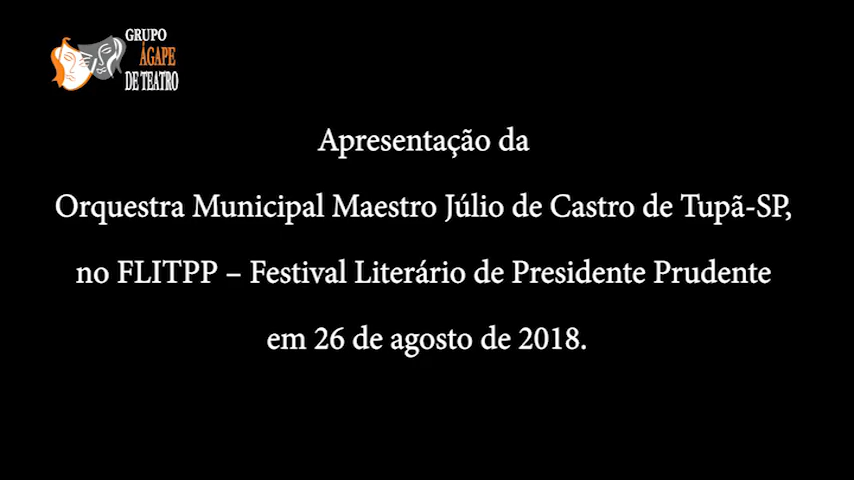 GRUPO
ÁGAPE
DE TEATRO
Apresentação da
Orquestra Municipal Maestro Júlio de Castro de Tupã-SP,
no FLITPP – Festival Literário de Presidente Prudente
em 26 de agosto de 2018.